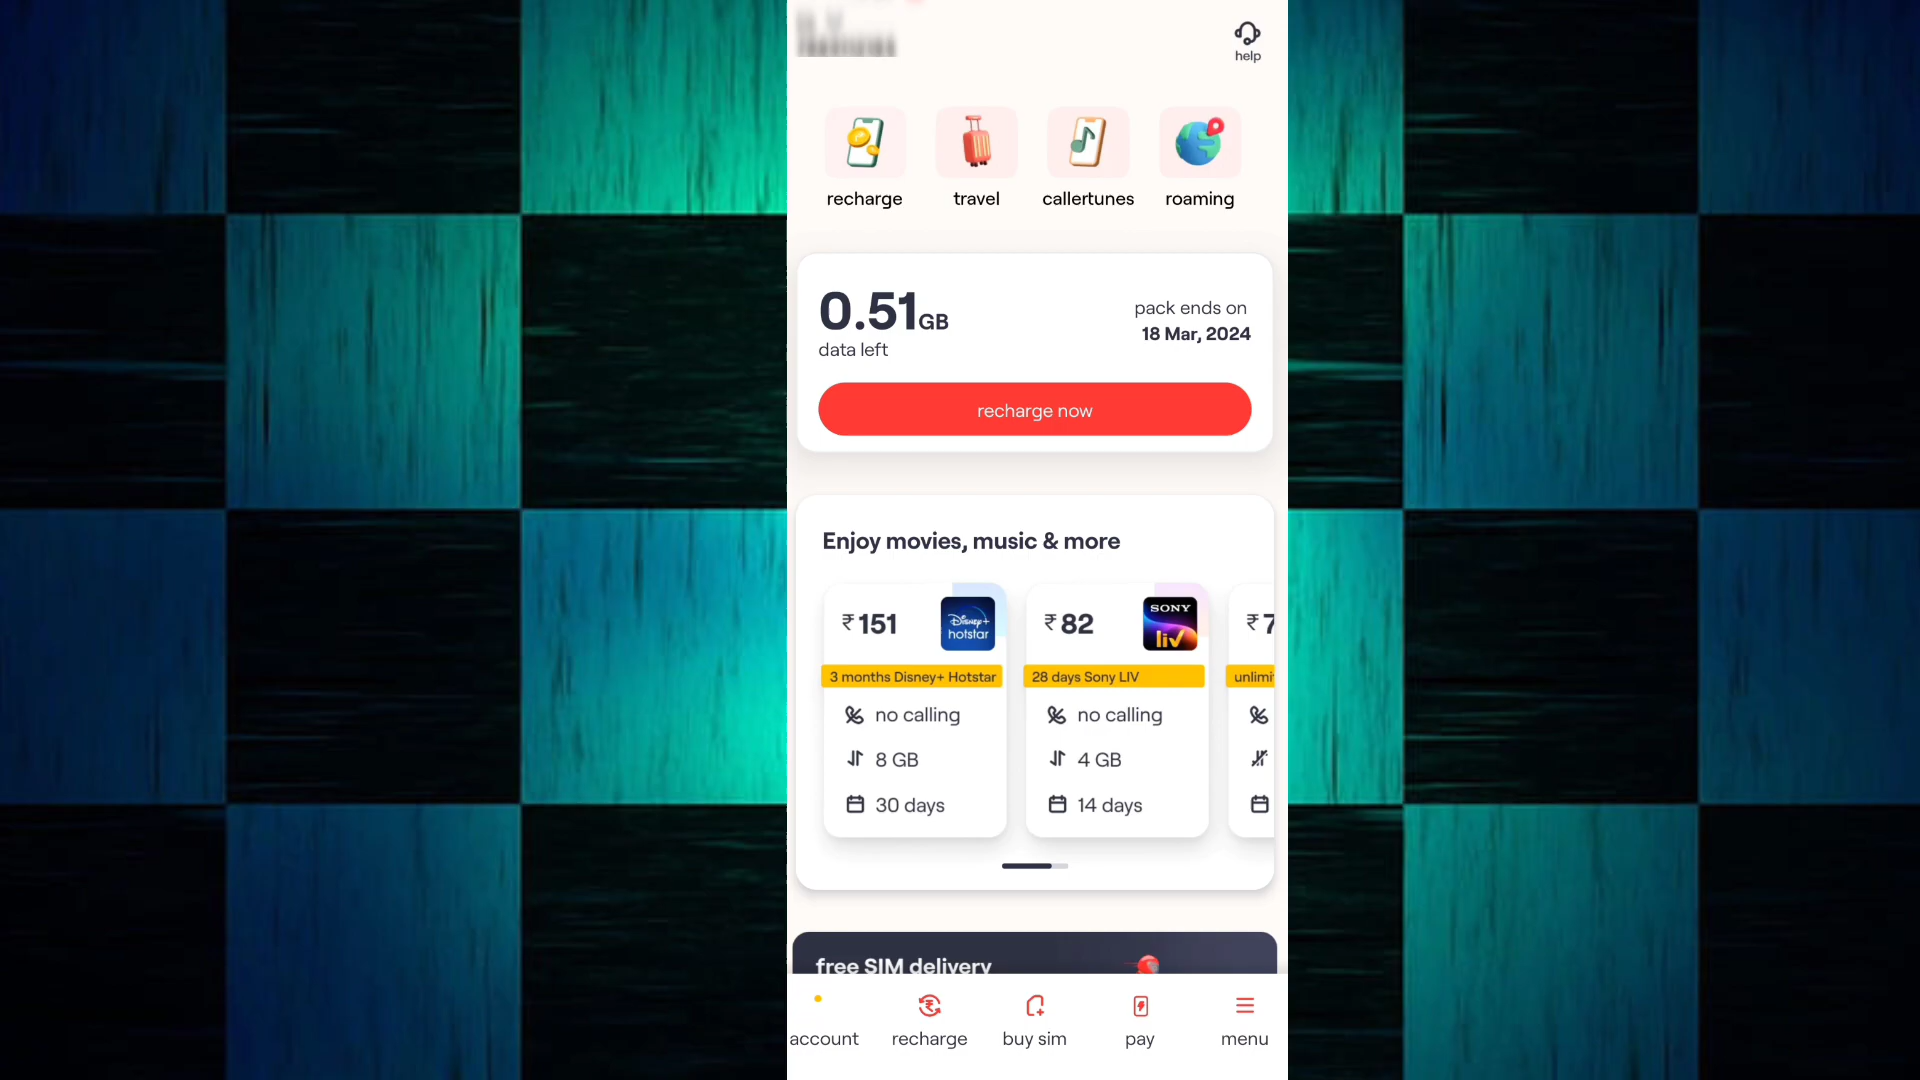 help
recharge
travel
callertunes
roaming
0.51GB
data left
pack ends on
18 Mar, 2024
recharge now
Enjoy movies, music & more
₹151
Disney+
hotstar
3 months Disney+ Hotstar
no calling
8 GB
30 days
₹82
SONY
liv
28 days Sony LIV
no calling
4 GB
14 days
₹7
unlimi
free SIM delivery
account
recharge
buy sim
pay
menu